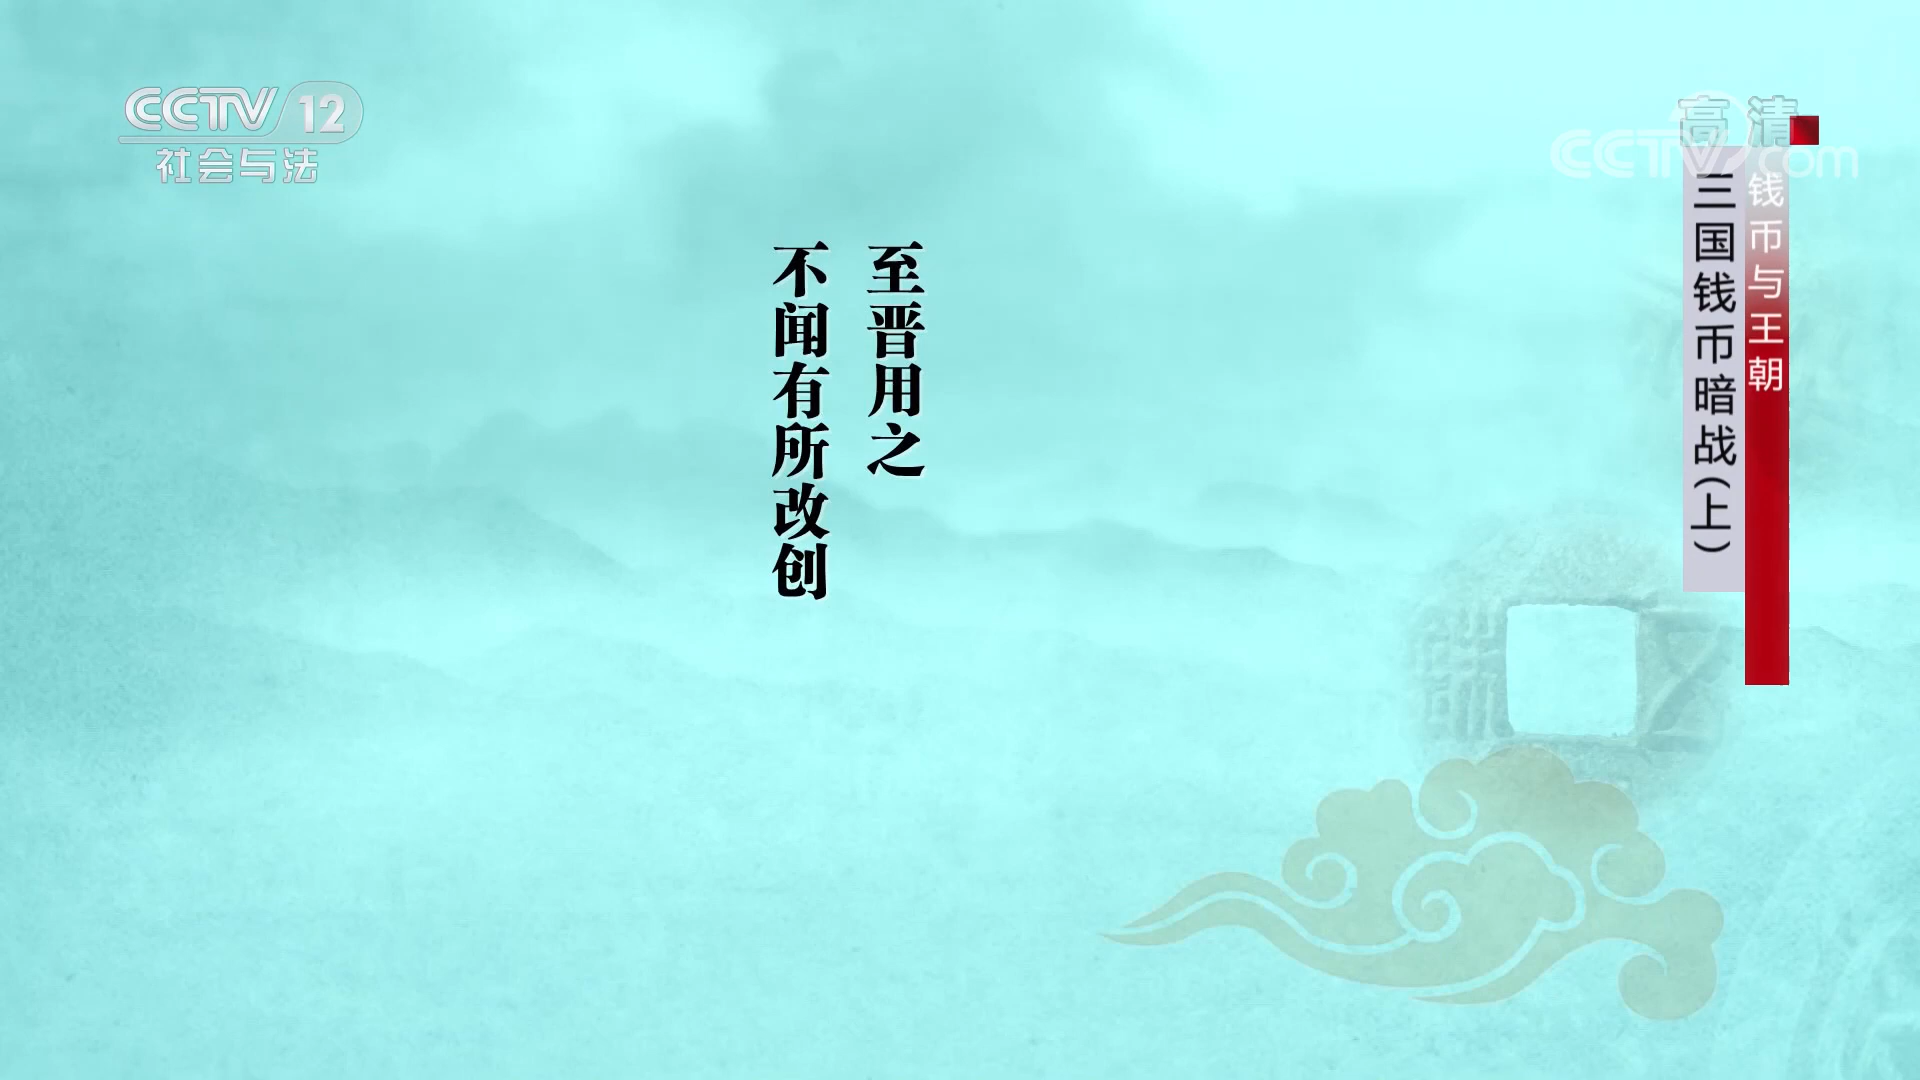 CCTV 12
社会与法
高清
CCTV.com
钱币与王朝
三国钱币暗战(上)
至晋用之
不闻有所改创